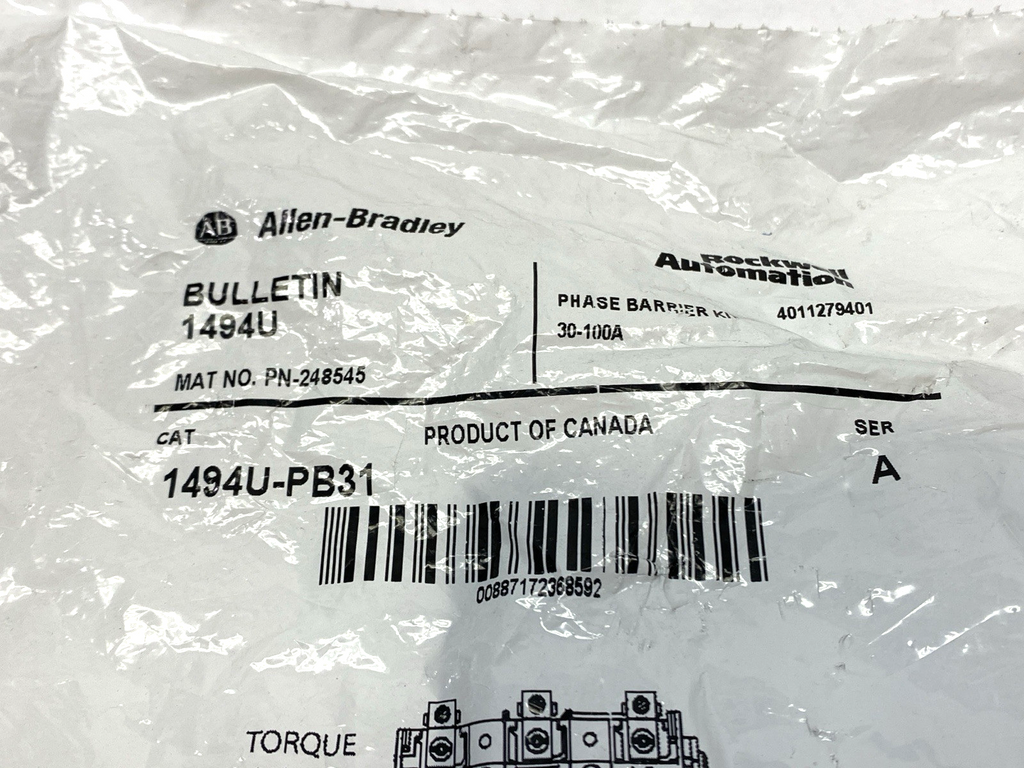 AB Allen-Bradley
Rockwell
Automation
BULLETIN
1494U
PHASE BARRIER KIT 4011279401
30-100A
MAT NO. PN-248545
CAT PRODUCT OF CANADA SER
1494U-PB31 A
00887172368592
TORQUE